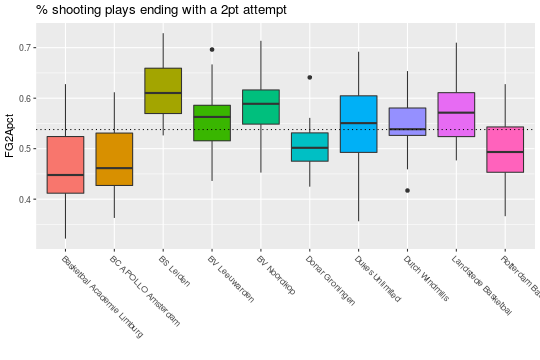 % shooting plays ending with a 2pt attempt
FG2Apct
0.7
0.6
0.5
0.4
Basketbal Academie Limburg
BC APOLLO Amsterdam
BS Leiden
BV Leeuwarden
BV Noordkop
Donar Groningen
Dukes Unlimited
Dutch Windmills
Landstede Basketbal
Rotterdam Bas